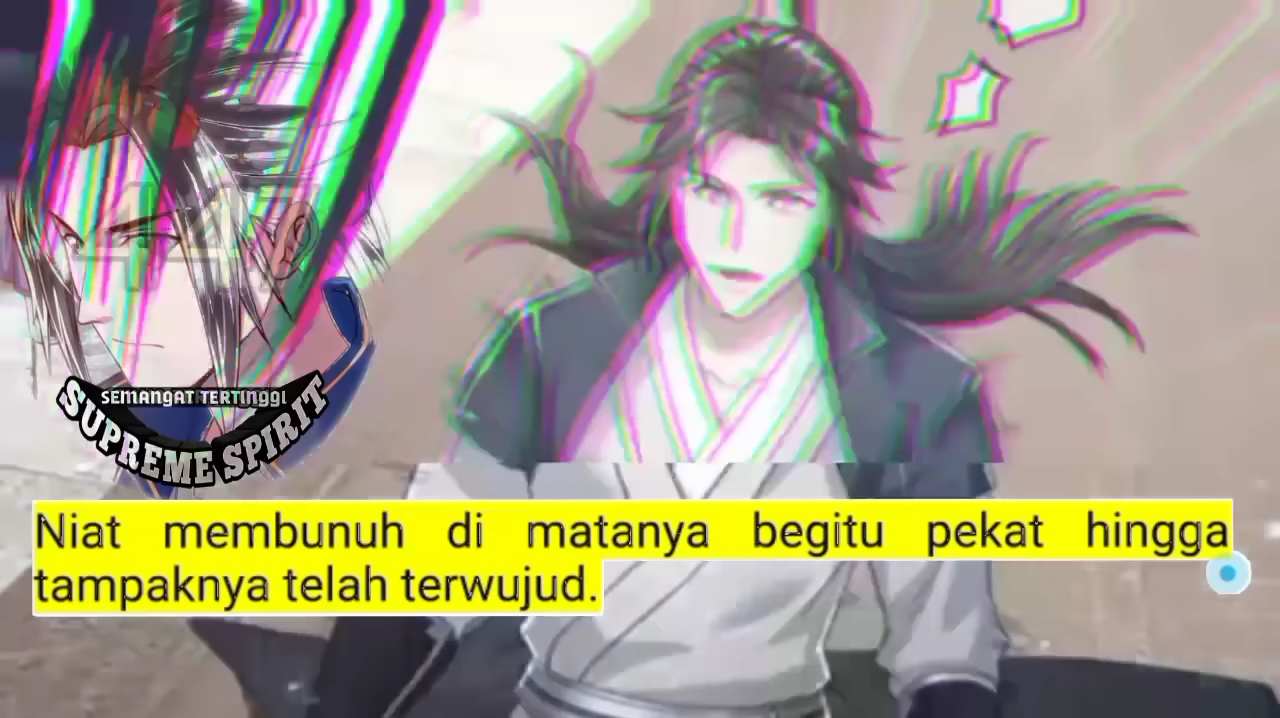 SEMANGAT TERTINGGI
SUPREME SPIRIT
Niat membunuh di matanya begitu pekat hingga
tampaknya telah terwujud.